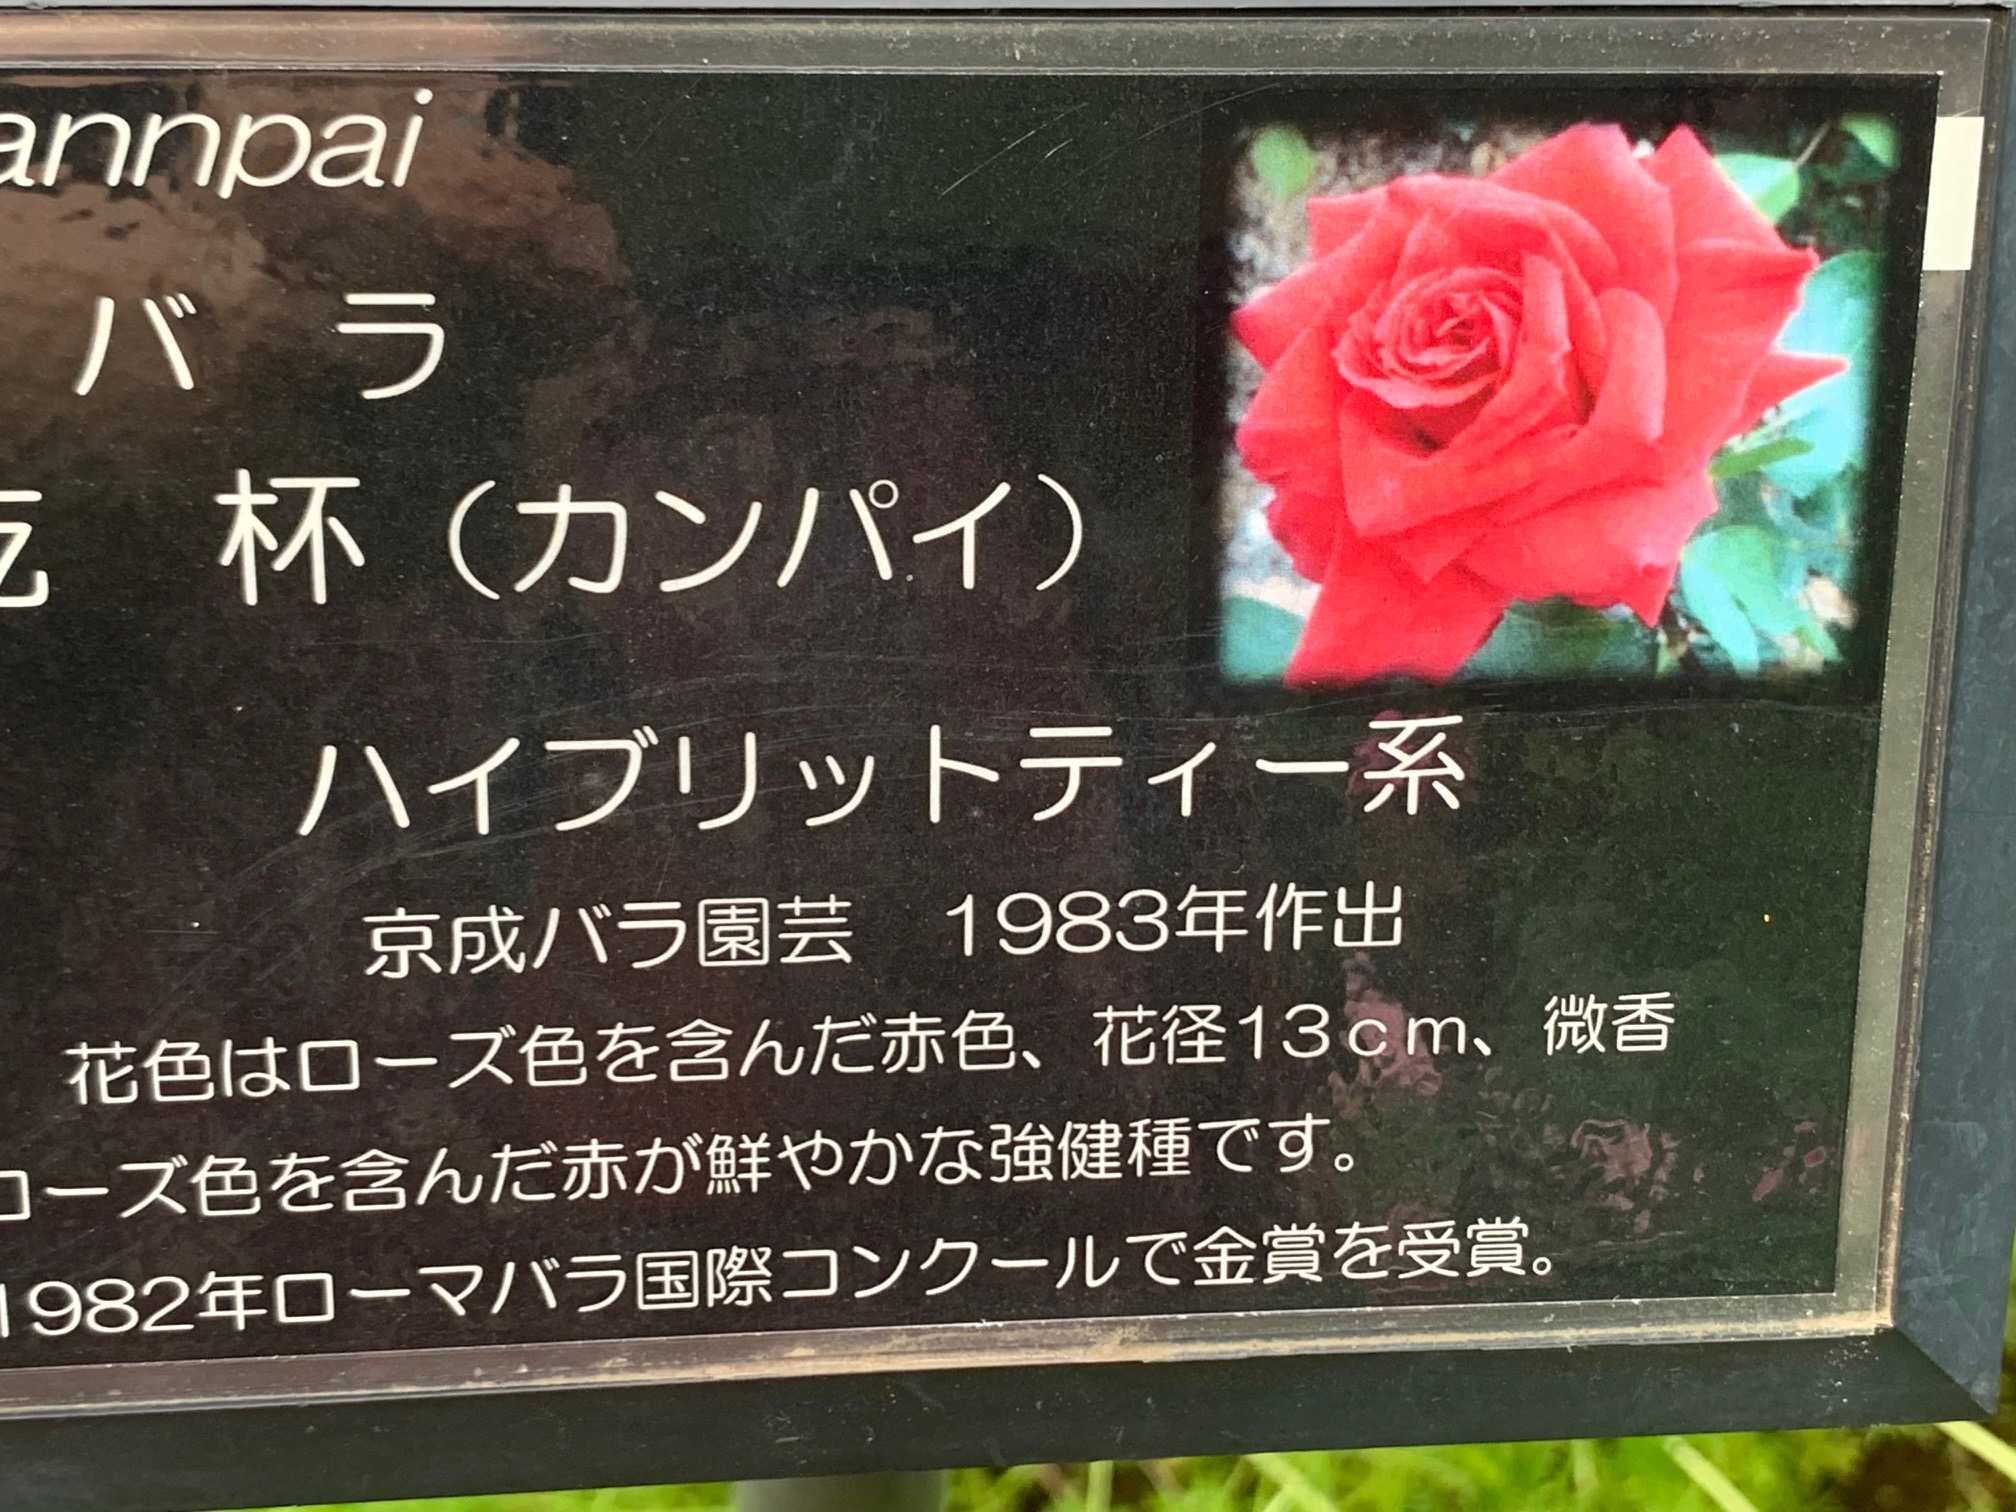 annpai
バラ
乾杯（カンパイ）
ハイブリットティー系
京成バラ園芸　1983年作出
花色はローズ色を含んだ赤色、花径13cm、微香
ローズ色を含んだ赤が鮮やかな強健種です。
1982年ローマバラ国際コンクールで金賞を受賞。